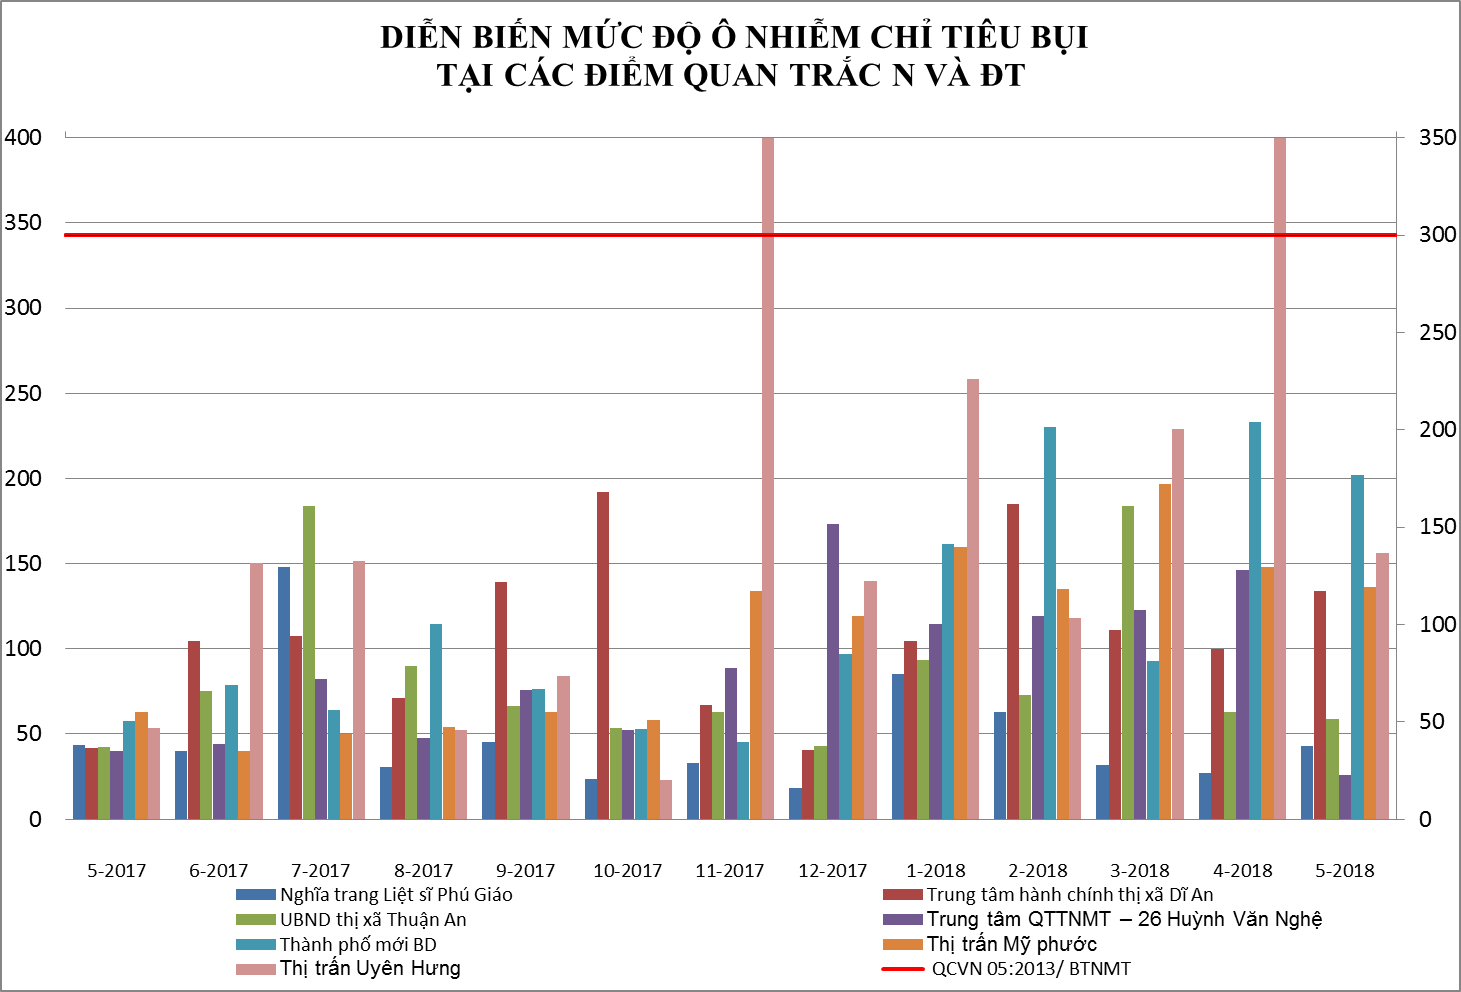 DIỄN BIẾN MỨC ĐỘ Ô NHIỄM CHỈ TIÊU BỤI
TẠI CÁC ĐIỂM QUAN TRẮC N VÀ ĐT
400
350
300
250
200
150
100
50
0
350
300
250
200
150
100
50
0
5-2017 6-2017 7-2017 8-2017 9-2017 10-2017 11-2017 12-2017 1-2018 2-2018 3-2018 4-2018 5-2018
Nghĩa trang Liệt sĩ Phú Giáo
Trung tâm hành chính thị xã Dĩ An
UBND thị xã Thuận An
Trung tâm QTTNMT – 26 Huỳnh Văn Nghệ
Thành phố mới BD
Thị trấn Mỹ phước
Thị trấn Uyên Hưng
QCVN 05:2013/ BTNMT